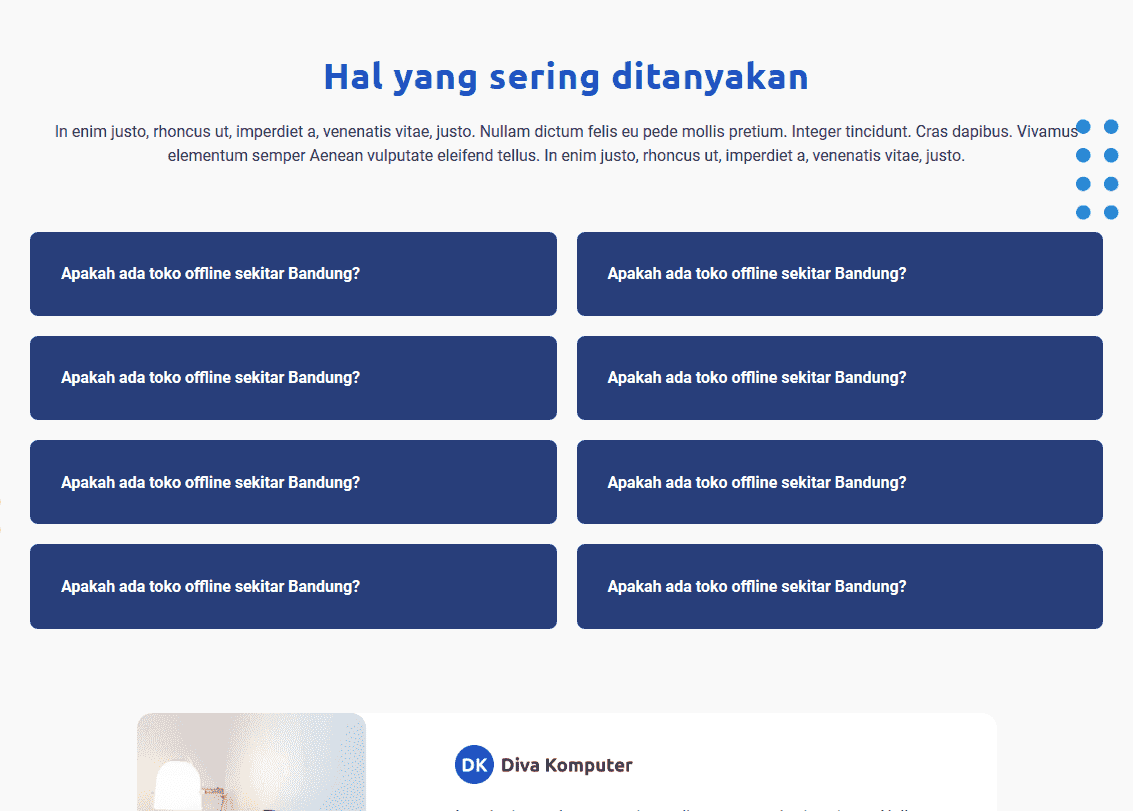 Hal yang sering ditanyakan
In enim justo, rhoncus ut, imperdiet a, venenatis vitae, justo. Nullam dictum felis eu pede mollis pretium. Integer tincidunt. Cras dapibus. Vivamus
elementum semper Aenean vulputate eleifend tellus. In enim justo, rhoncus ut, imperdiet a, venenatis vitae, justo.
Apakah ada toko offline sekitar Bandung?
Apakah ada toko offline sekitar Bandung?
Apakah ada toko offline sekitar Bandung?
Apakah ada toko offline sekitar Bandung?
Apakah ada toko offline sekitar Bandung?
Apakah ada toko offline sekitar Bandung?
Apakah ada toko offline sekitar Bandung?
Apakah ada toko offline sekitar Bandung?
DK Diva Komputer